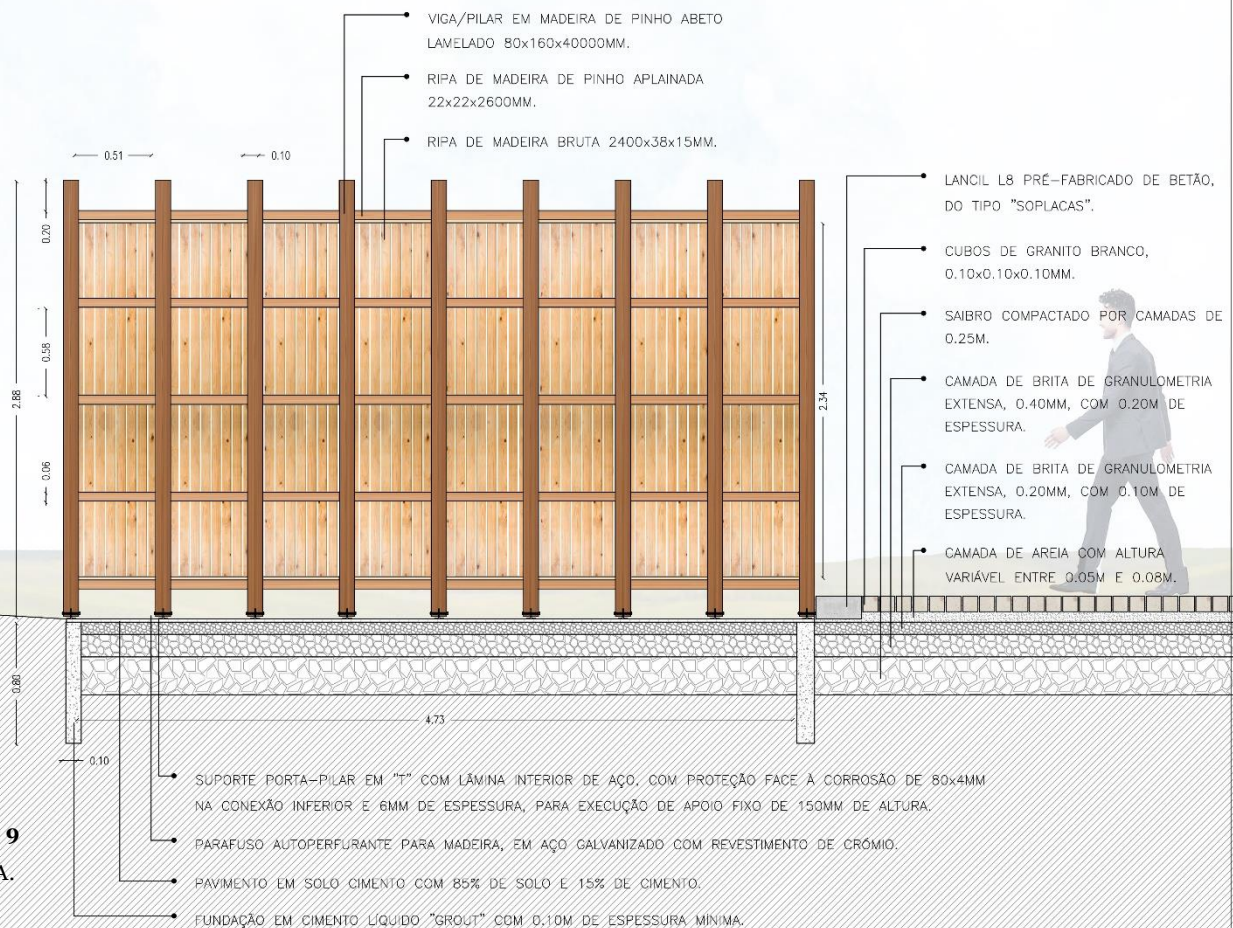 VIGA/PILAR EM MADEIRA DE PINHO ABETO
LAMELADO 80x160x40000MM.
RIPA DE MADEIRA DE PINHO APLAINADA
22x22x2600MM.
RIPA DE MADEIRA BRUTA 2400x38x15MM.
0.51
0.10
2.88
0.20
0.58
0.06
2.34
0.80
4.73
0.10
LANCIL L8 PRÉ-FABRICADO DE BETÃO,
DO TIPO "SOPLACAS".
CUBOS DE GRANITO BRANCO,
0.10x0.10x0.10MM.
SAIBRO COMPACTADO POR CAMADAS DE
0.25M.
CAMADA DE BRITA DE GRANULOMETRIA
EXTENSA, 0.40MM, COM 0.20M DE
ESPESSURA.
CAMADA DE BRITA DE GRANULOMETRIA
EXTENSA, 0.20MM, COM 0.10M DE
ESPESSURA.
CAMADA DE AREIA COM ALTURA
VARIÁVEL ENTRE 0.05M E 0.08M.
SUPORTE PORTA-PILAR EM "T" COM LÂMINA INTERIOR DE AÇO, COM PROTEÇÃO FACE À CORROSÃO DE 80x4MM
NA CONEXÃO INFERIOR E 6MM DE ESPESSURA, PARA EXECUÇÃO DE APOIO FIXO DE 150MM DE ALTURA.
PARAFUSO AUTOPERFURANTE PARA MADEIRA, EM AÇO GALVANIZADO COM REVESTIMENTO DE CRÓMIO.
PAVIMENTO EM SOLO CIMENTO COM 85% DE SOLO E 15% DE CIMENTO.
FUNDAÇÃO EM CIMENTO LÍQUIDO "GROUT" COM 0.10M DE ESPESSURA MÍNIMA.
9
A.